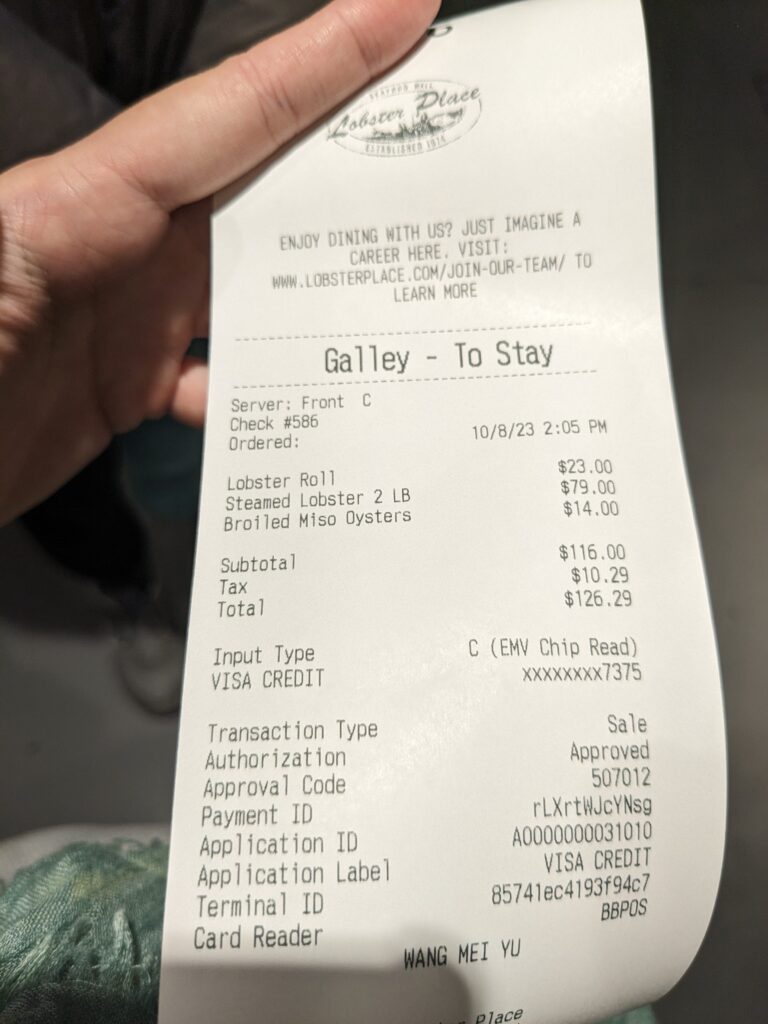 SEAFOOD MKT.
Lobster Place
ESTABLISHED 1974
ENJOY DINING WITH US? JUST IMAGINE A
CAREER HERE. VISIT:
WWW.LOBSTERPLACE.COM/JOIN-OUR-TEAM/ TO
LEARN MORE
Galley - To Stay
Server: Front C
Check #586
Ordered: 10/8/23 2:05 PM
Lobster Roll $23.00
Steamed Lobster 2 LB $79.00
Broiled Miso Oysters $14.00
Subtotal $116.00
Tax $10.29
Total $126.29
Input Type C (EMV Chip Read)
VISA CREDIT xxxxxxxx7375
Transaction Type Sale
Authorization Approved
Approval Code 507012
Payment ID rLXrtWJcYNsg
Application ID A0000000031010
Application Label VISA CREDIT
Terminal ID 85741ec4193f94c7
Card Reader BBPOS
WANG MEI YU
Place